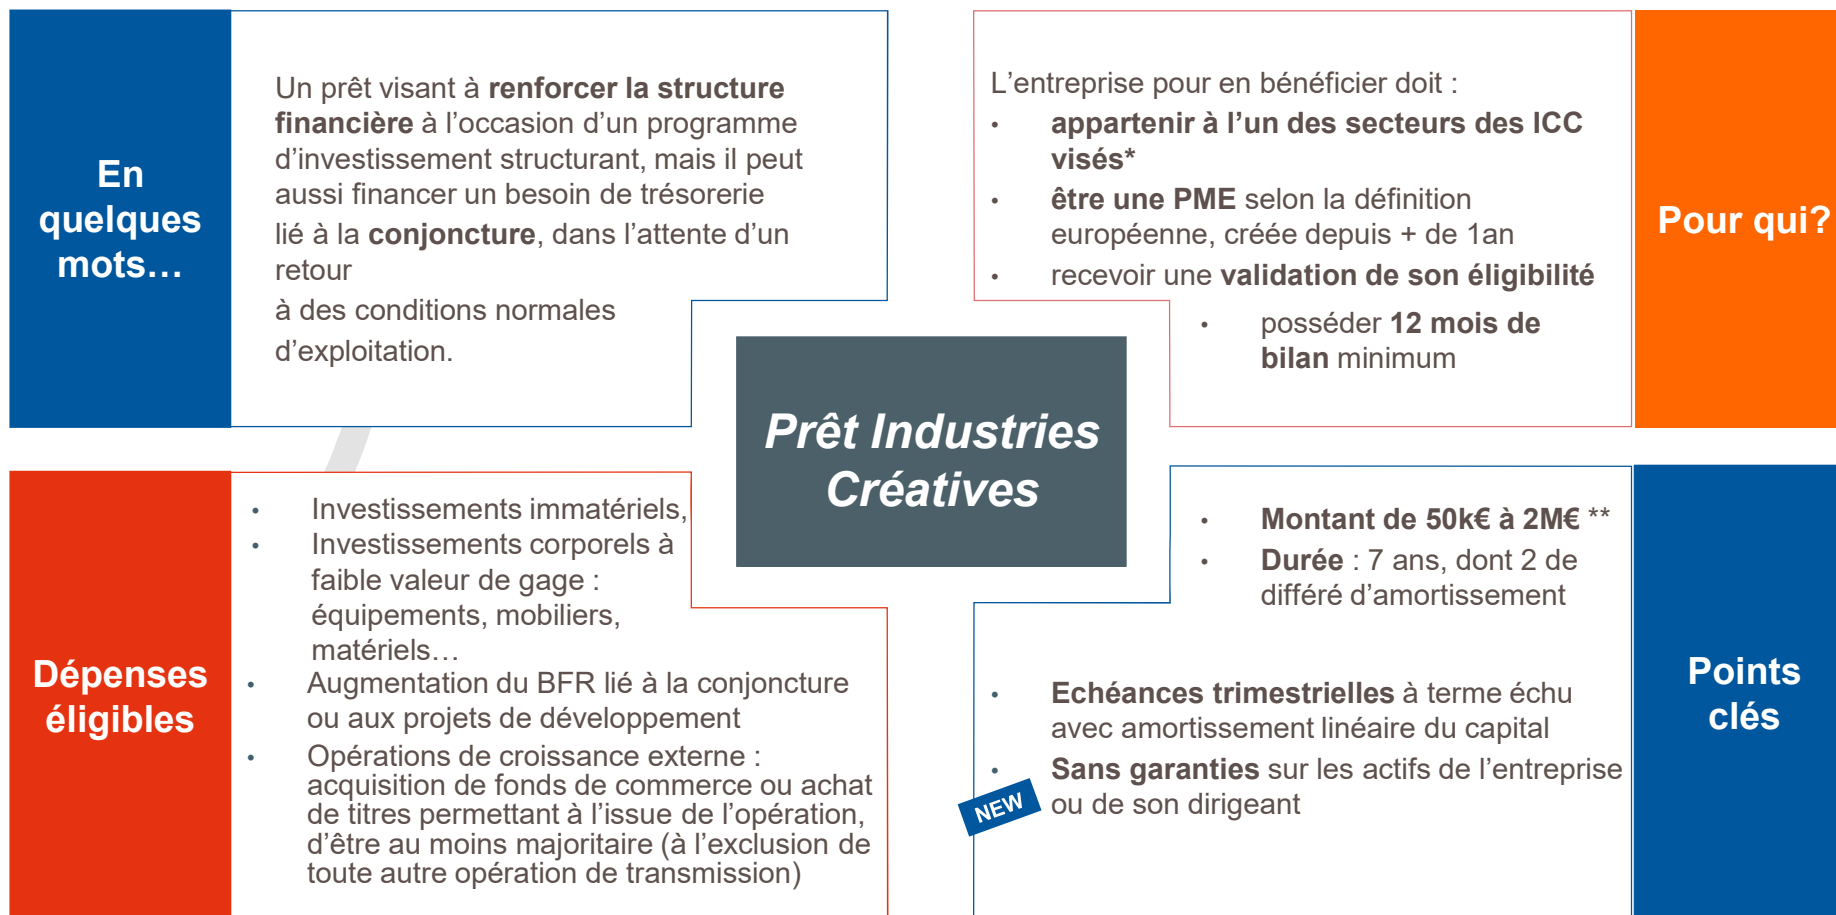 En
quelques
mots…
Un prêt visant à renforcer la structure
financière à l’occasion d’un programme
d’investissement structurant, mais il peut
aussi financer un besoin de trésorerie
lié à la conjoncture, dans l’attente d’un
retour
à des conditions normales
d’exploitation.
L’entreprise pour en bénéficier doit :
• appartenir à l’un des secteurs des ICC
visés*
• être une PME selon la définition
européenne, créée depuis + de 1an
• recevoir une validation de son éligibilité
• posséder 12 mois de
bilan minimum
Pour qui?
Prêt Industries
Créatives
Dépenses
éligibles
• Investissements immatériels,
• Investissements corporels à
faible valeur de gage :
équipements, mobiliers,
matériels…
• Augmentation du BFR lié à la conjoncture
ou aux projets de développement
• Opérations de croissance externe :
acquisition de fonds de commerce ou achat
de titres permettant à l’issue de l’opération,
d’être au moins majoritaire (à l’exclusion de
toute autre opération de transmission)
• Montant de 50k€ à 2M€ **
• Durée : 7 ans, dont 2 de
différé d’amortissement
• Echéances trimestrielles à terme échu
avec amortissement linéaire du capital
• Sans garanties sur les actifs de l’entreprise
ou de son dirigeant
NEW
Points
clés